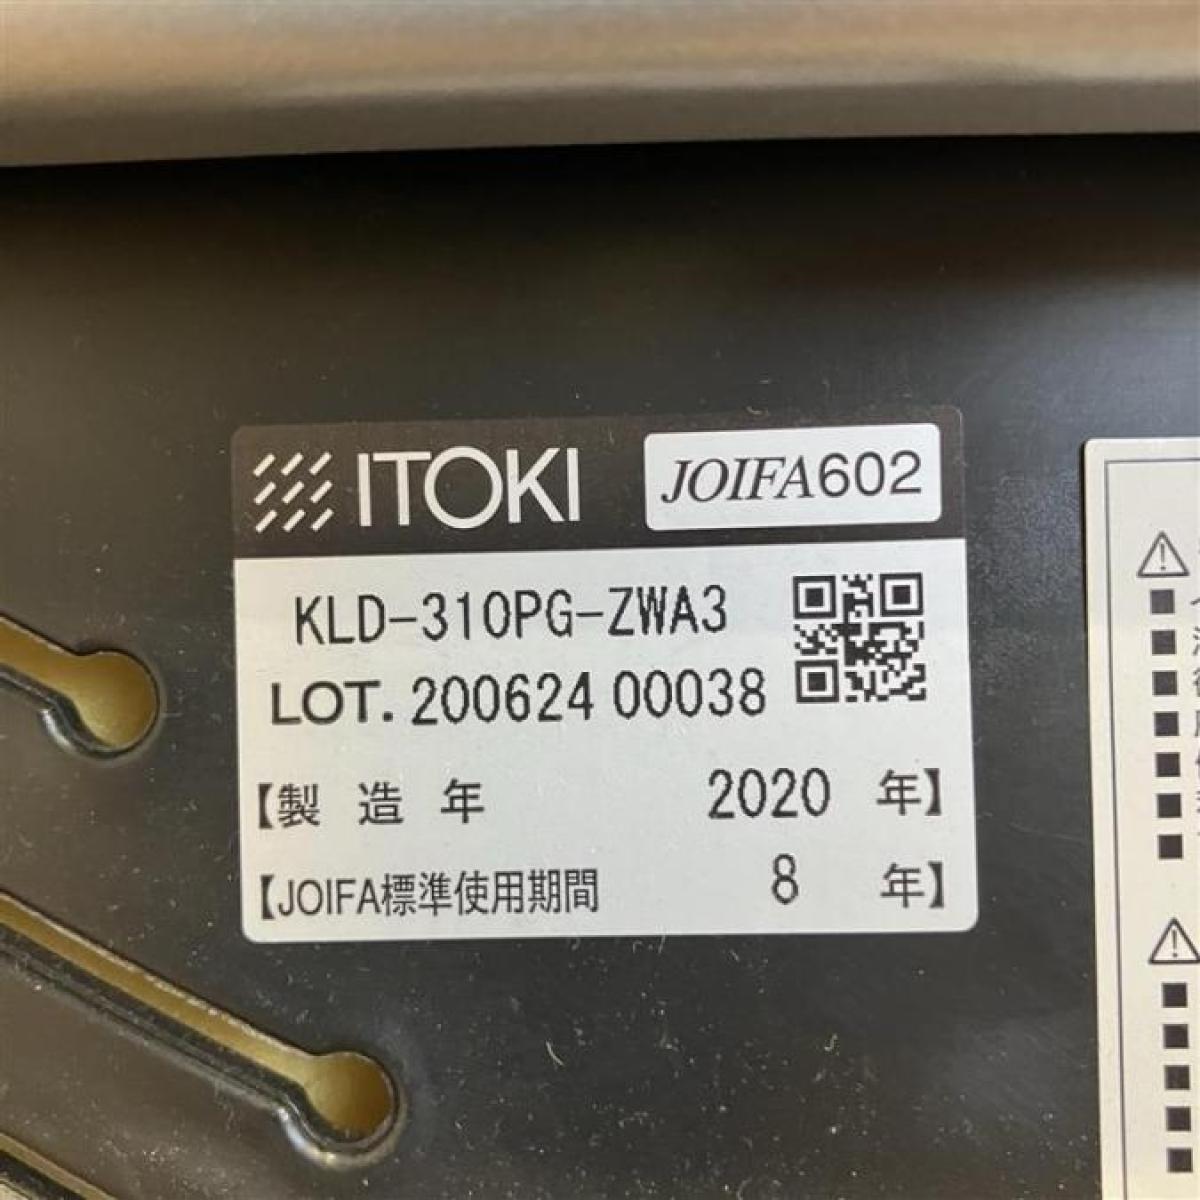 ITOKI JOIFA602
KLD-310PG-ZWA3
LOT. 200624 00038
【製 造 年 2020 年】
【JOIFA標準使用期間 8 年】